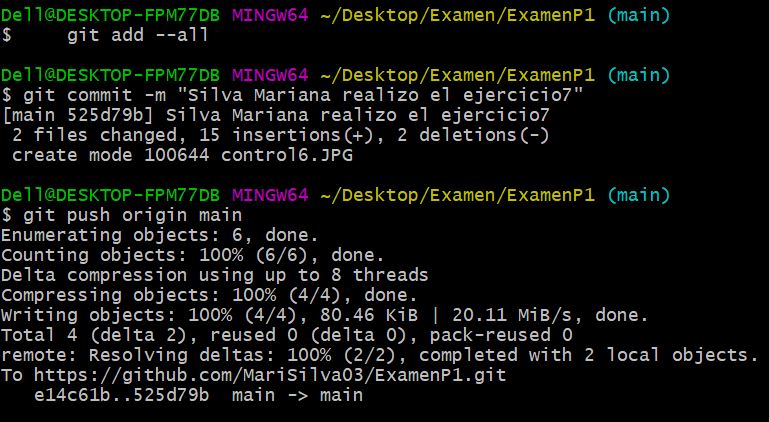 Dell@DESKTOP-FPM77DB MINGW64 ~/Desktop/Examen/ExamenP1 (main)
$     git add --all
Dell@DESKTOP-FPM77DB MINGW64 ~/Desktop/Examen/ExamenP1 (main)
$ git commit -m "Silva Mariana realizo el ejercicio7"
[main 525d79b] Silva Mariana realizo el ejercicio7
 2 files changed, 15 insertions(+), 2 deletions(-)
 create mode 100644 control6.JPG
Dell@DESKTOP-FPM77DB MINGW64 ~/Desktop/Examen/ExamenP1 (main)
$ git push origin main
Enumerating objects: 6, done.
Counting objects: 100% (6/6), done.
Delta compression using up to 8 threads
Compressing objects: 100% (4/4), done.
Writing objects: 100% (4/4), 80.46 KiB | 20.11 MiB/s, done.
Total 4 (delta 2), reused 0 (delta 0), pack-reused 0
remote: Resolving deltas: 100% (2/2), completed with 2 local objects.
To https://github.com/MariSilva03/ExamenP1.git
   e14c61b..525d79b  main -> main